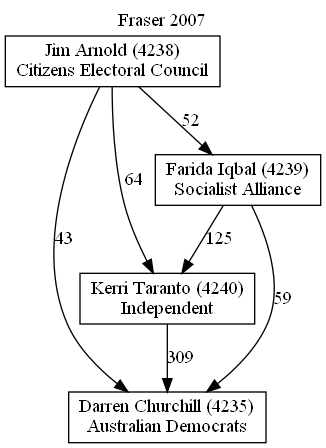 Fraser 2007
Jim Arnold (4238)
Citizens Electoral Council
52
Farida Iqbal (4239)
Socialist Alliance
64
43
125
Kerri Taranto (4240)
Independent
59
309
Darren Churchill (4235)
Australian Democrats